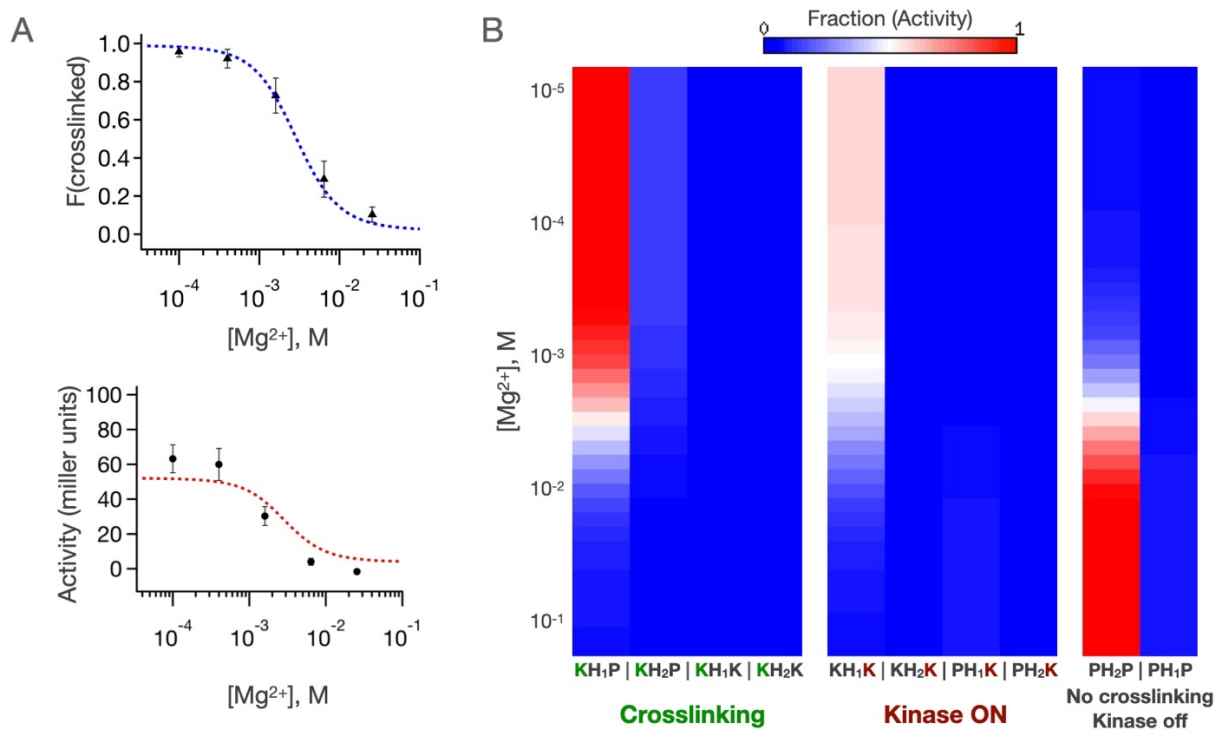 A
F(crosslinked)
1.0
0.8
0.6
0.4
0.2
0.0
10⁻⁴ 10⁻³ 10⁻² 10⁻¹
[Mg²⁺], M
Activity (miller units)
100
80
60
40
20
0
10⁻⁴ 10⁻³ 10⁻² 10⁻¹
[Mg²⁺], M
B
Fraction (Activity)
0 1
[Mg²⁺], M
10⁻⁵
10⁻⁴
10⁻³
10⁻²
10⁻¹
KH₁P | KH₂P | KH₁K | KH₂K
Crosslinking
KH₁K | KH₂K | PH₁K | PH₂K
Kinase ON
PH₂P | PH₁P
No crosslinking
Kinase off